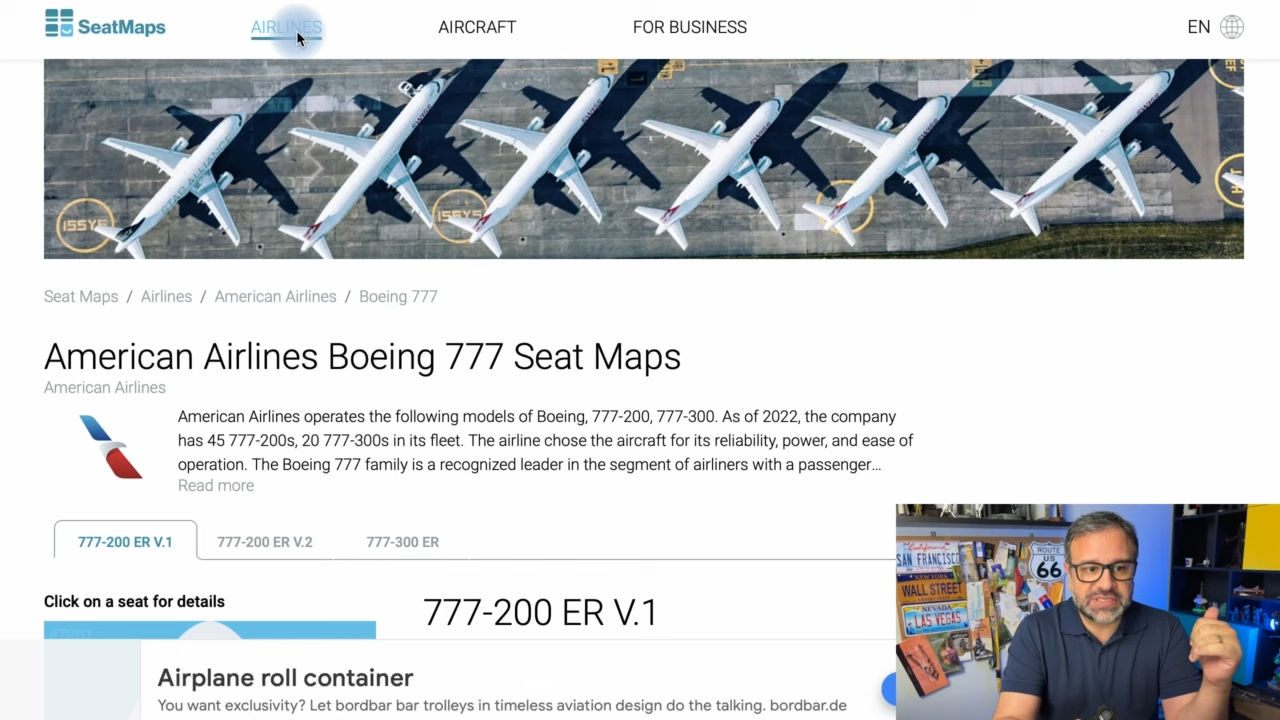 SeatMaps
AIRLINES
AIRCRAFT
FOR BUSINESS
EN
ISSY5
ISSY5
Seat Maps / Airlines / American Airlines / Boeing 777
American Airlines Boeing 777 Seat Maps
American Airlines
American Airlines operates the following models of Boeing, 777-200, 777-300. As of 2022, the company
has 45 777-200s, 20 777-300s in its fleet. The airline chose the aircraft for its reliability, power, and ease of
operation. The Boeing 777 family is a recognized leader in the segment of airliners with a passenger…
Read more
777-200 ER V.1
777-200 ER V.2
777-300 ER
Click on a seat for details
777-200 ER V.1
Airplane roll container
You want exclusivity? Let bordbar bar trolleys in timeless aviation design do the talking. bordbar.de
California
SAN FRANCISCO
NEW YORK
WALL STREET
NEVADA
LAS VEGAS
ROUTE
US
66